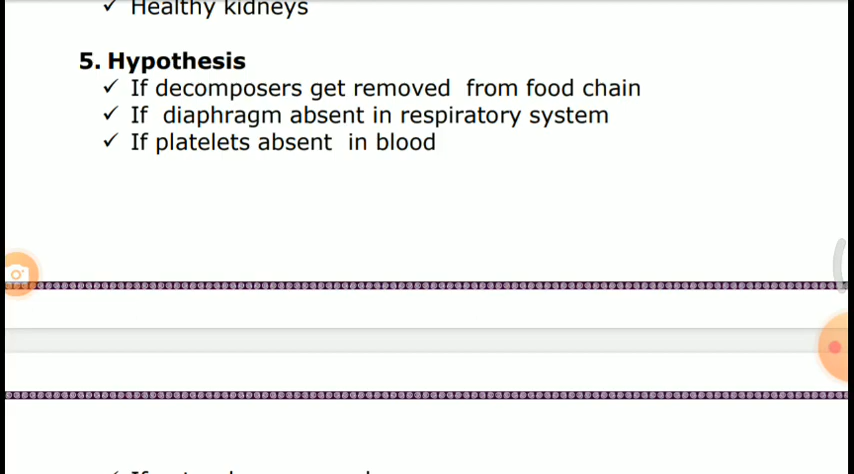 ✓ Healthy kidneys
5. Hypothesis
✓ If decomposers get removed from food chain
✓ If diaphragm absent in respiratory system
✓ If platelets absent in blood